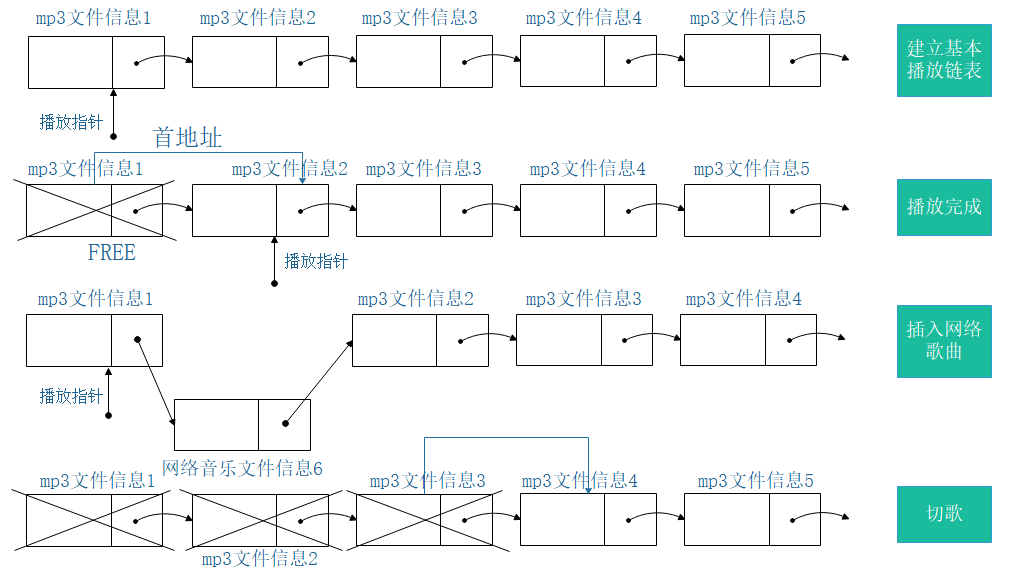 mp3文件信息1
mp3文件信息2
mp3文件信息3
mp3文件信息4
mp3文件信息5
建立基本
播放链表
播放指针
首地址
mp3文件信息1
mp3文件信息2
mp3文件信息3
mp3文件信息4
mp3文件信息5
播放完成
FREE
播放指针
mp3文件信息1
mp3文件信息2
mp3文件信息3
mp3文件信息4
插入网络
歌曲
播放指针
网络音乐文件信息6
mp3文件信息1
mp3文件信息3
mp3文件信息4
mp3文件信息5
切歌
mp3文件信息2